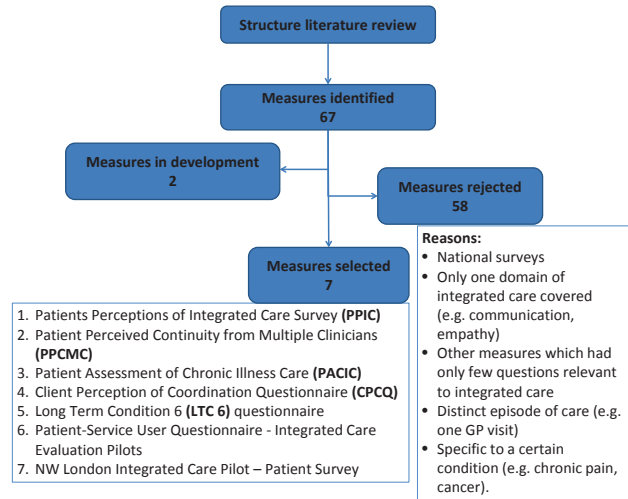 Structure literature review
Measures identified
67
Measures in development
2
Measures rejected
58
Measures selected
7
1. Patients Perceptions of Integrated Care Survey (PPIC)
2. Patient Perceived Continuity from Multiple Clinicians
(PPCMC)
3. Patient Assessment of Chronic Illness Care (PACIC)
4. Client Perception of Coordination Questionnaire (CPCQ)
5. Long Term Condition 6 (LTC 6) questionnaire
6. Patient-Service User Questionnaire - Integrated Care
Evaluation Pilots
7. NW London Integrated Care Pilot – Patient Survey
Reasons:
• National surveys
• Only one domain of
integrated care covered
(e.g. communication,
empathy)
• Other measures which had
only few questions relevant
to integrated care
• Distinct episode of care (e.g.
one GP visit)
• Specific to a certain
condition (e.g. chronic pain,
cancer).